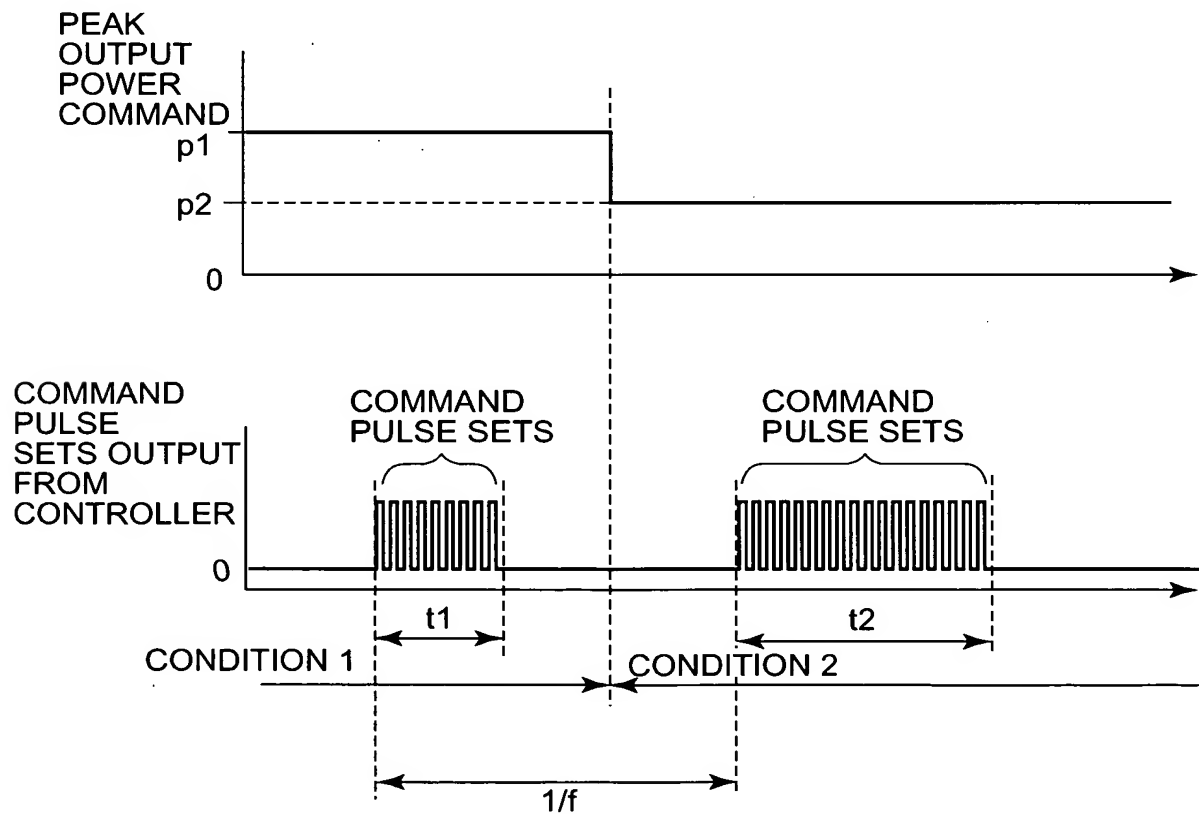 PEAK
OUTPUT
POWER
COMMAND
p1
p2
0
COMMAND
PULSE
SETS OUTPUT
FROM
CONTROLLER
COMMAND
PULSE SETS
COMMAND
PULSE SETS
0
t1
t2
CONDITION 1
CONDITION 2
1/f